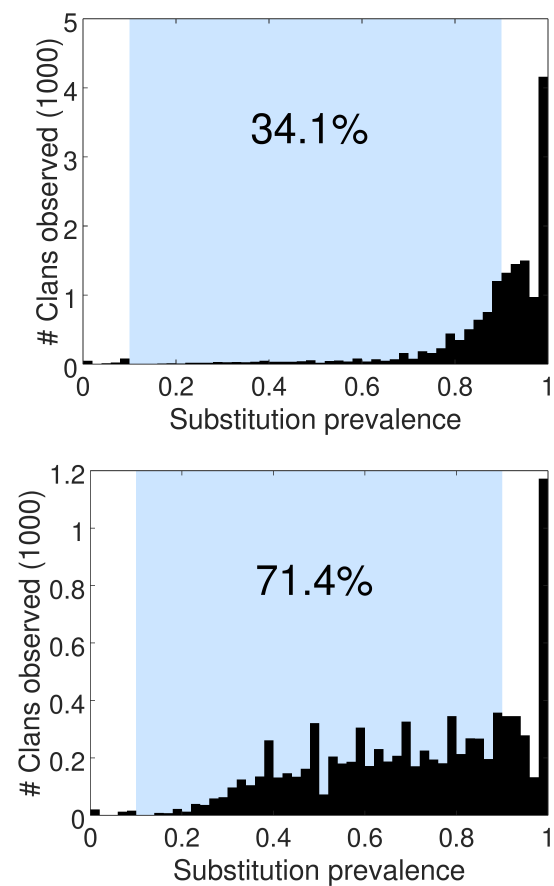 # Clans observed (1000)
5
4
3
2
1
0
34.1%
0 0.2 0.4 0.6 0.8 1
Substitution prevalence
# Clans observed (1000)
1.2
1
0.8
0.6
0.4
0.2
0
71.4%
0 0.2 0.4 0.6 0.8 1
Substitution prevalence